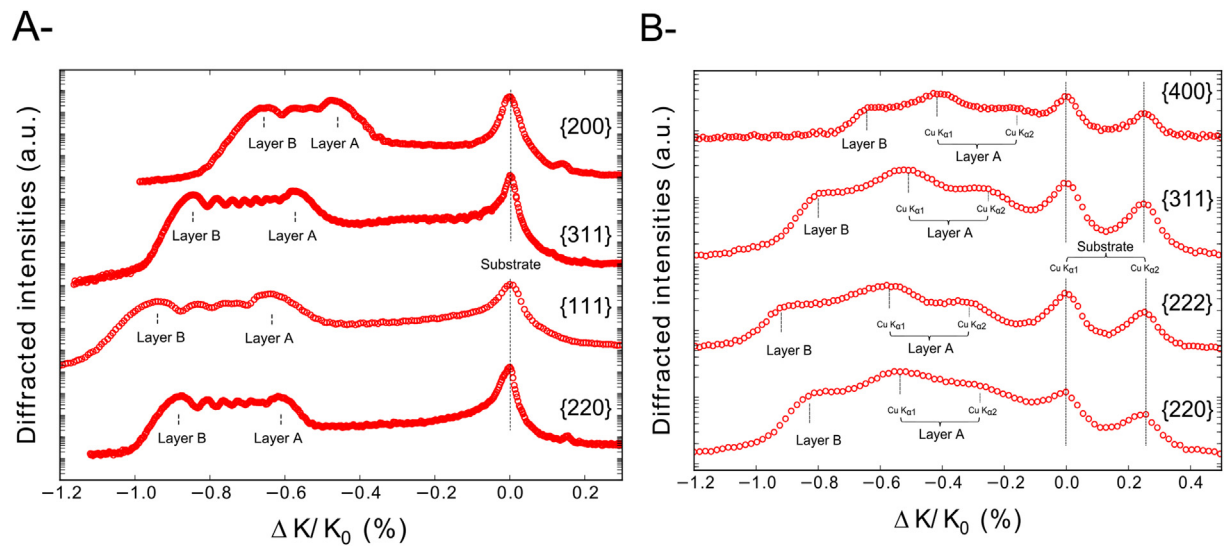 A-
B-
Diffracted intensities (a.u.)
{200}
Layer B
Layer A
{311}
Layer B
Layer A
Substrate
{111}
Layer B
Layer A
{220}
Layer B
Layer A
−1.2 −1.0 −0.8 −0.6 −0.4 −0.2 0.0 0.2
Δ K/ K₀ (%)
Diffracted intensities (a.u.)
{400}
Layer B
Cu Kα1
Cu Kα2
Layer A
{311}
Layer B
Cu Kα1
Cu Kα2
Layer A
Substrate
Cu Kα1
Cu Kα2
{222}
Layer B
Cu Kα1
Cu Kα2
Layer A
{220}
Layer B
Cu Kα1
Cu Kα2
Layer A
−1.2 −1.0 −0.8 −0.6 −0.4 −0.2 0.0 0.2 0.4
Δ K/ K₀ (%)